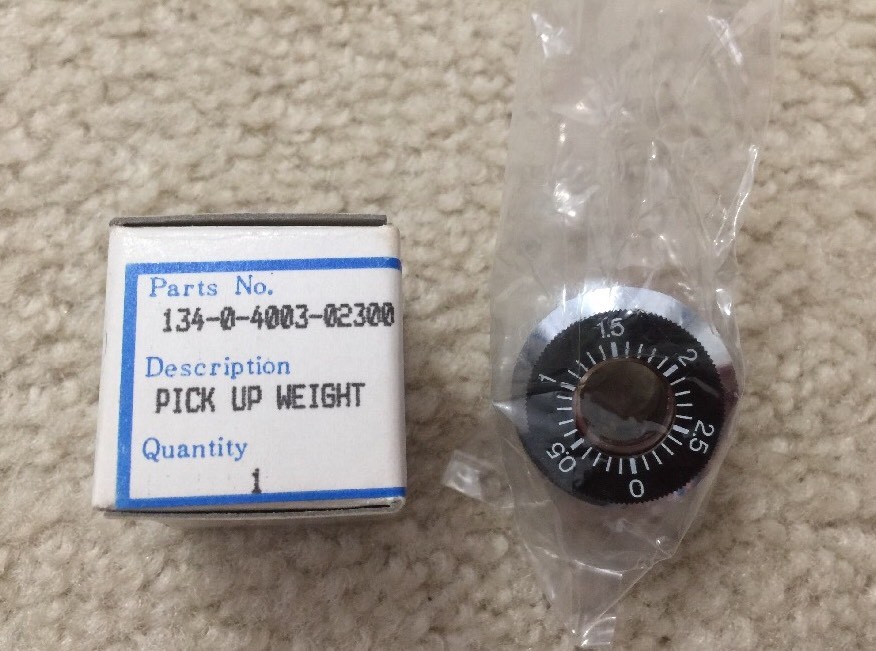 Parts No.
134-0-4003-02300
Description
PICK UP WEIGHT
Quantity
1
1.5
2
2.5
0
0.5
1